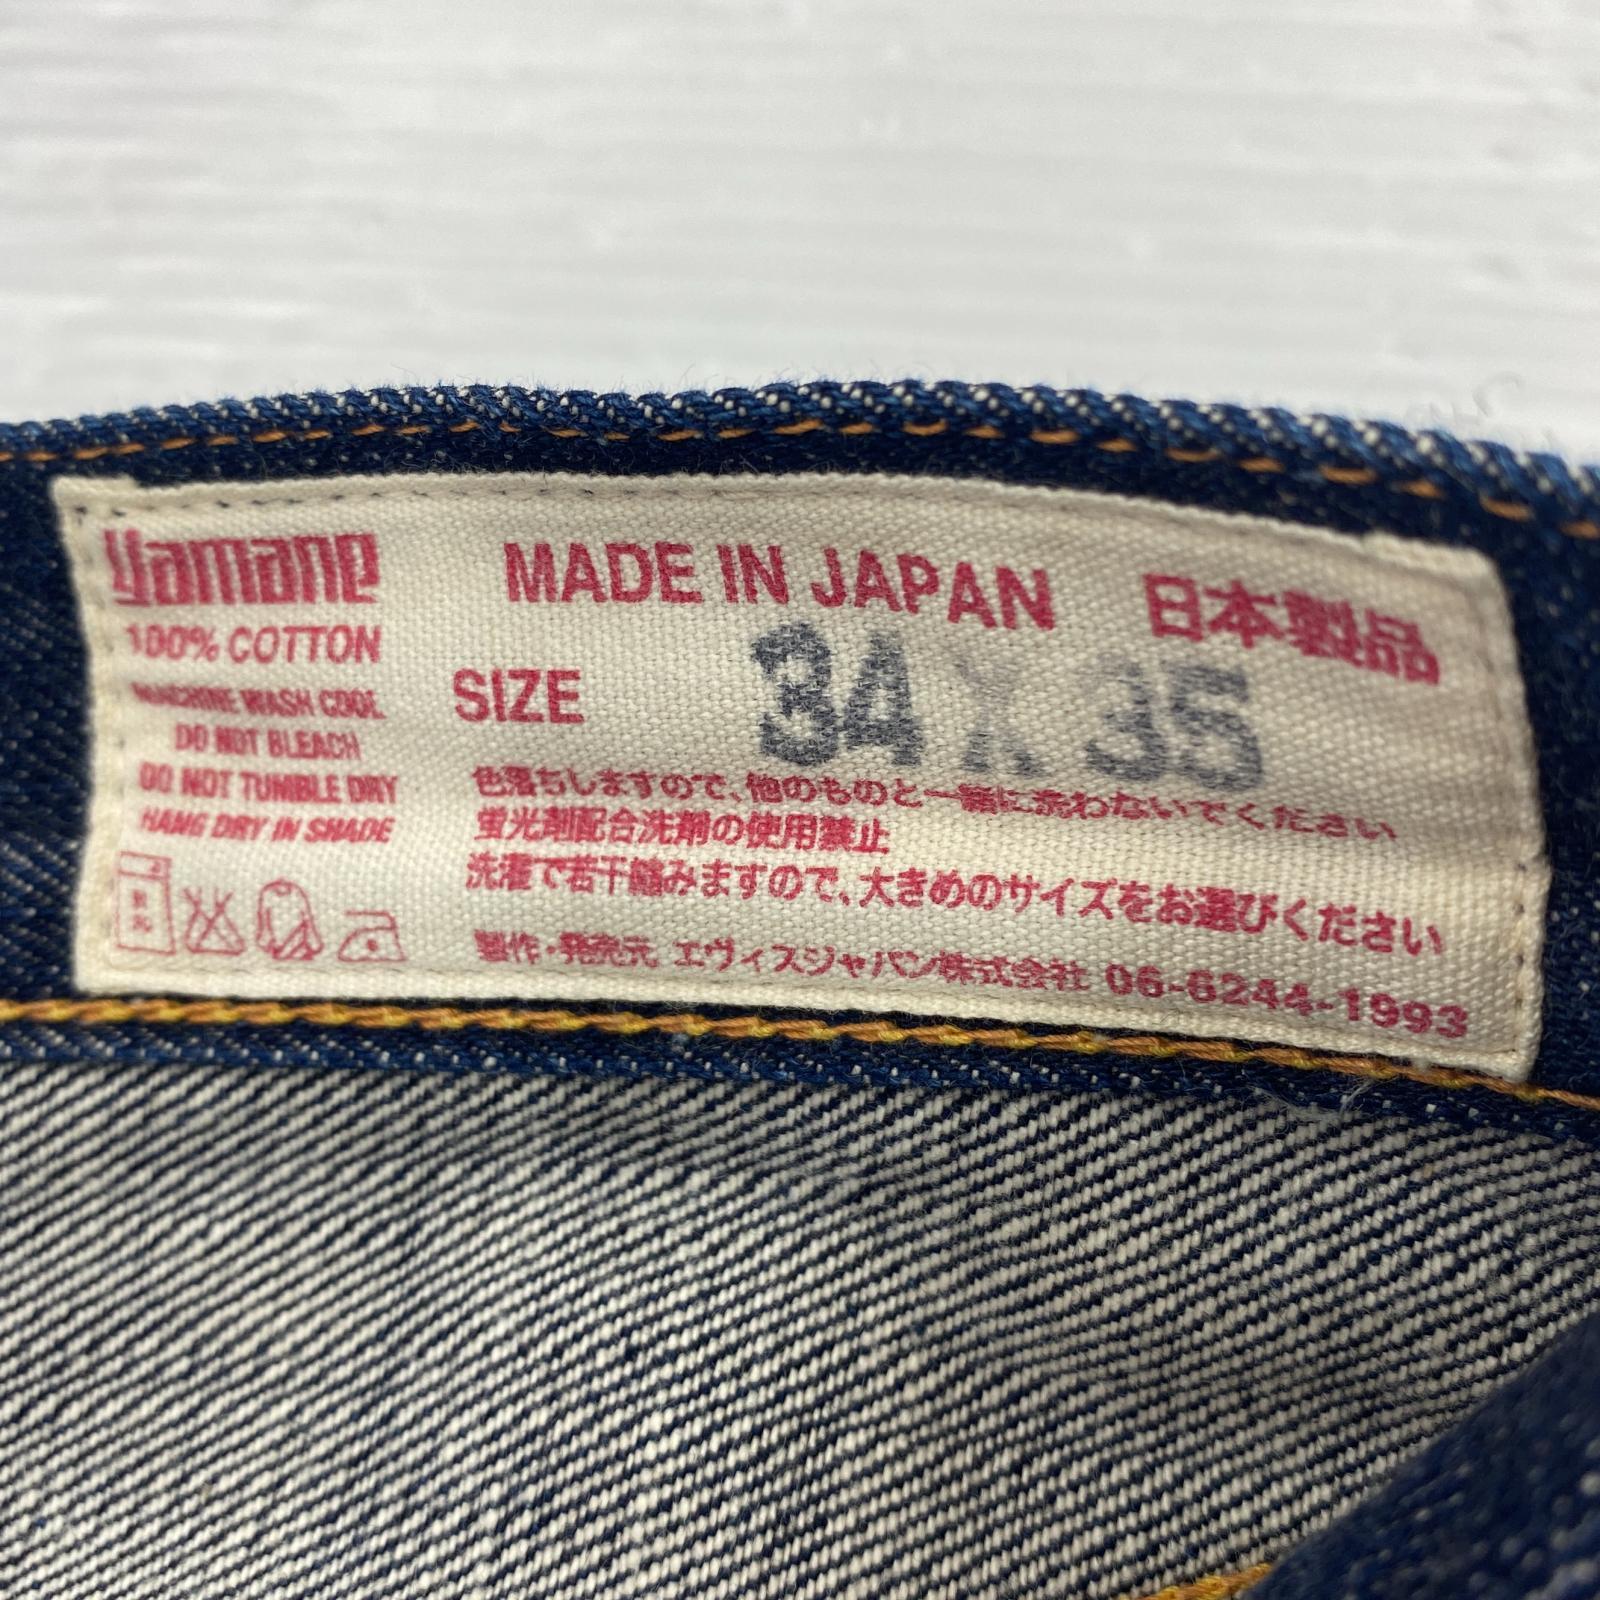 Yamane
100% COTTON
MACHINE WASH COOL
DO NOT BLEACH
DO NOT TUMBLE DRY
HANG DRY IN SHADE
MADE IN JAPAN 日本製品
SIZE 34 X 35
色落ちしますので、他のものと一緒に洗わないでください
蛍光剤配合洗剤の使用禁止
洗濯で若干縮みますので、大きめのサイズをお選びください
製作・発売元 エヴィスジャパン株式会社 06-6244-1993